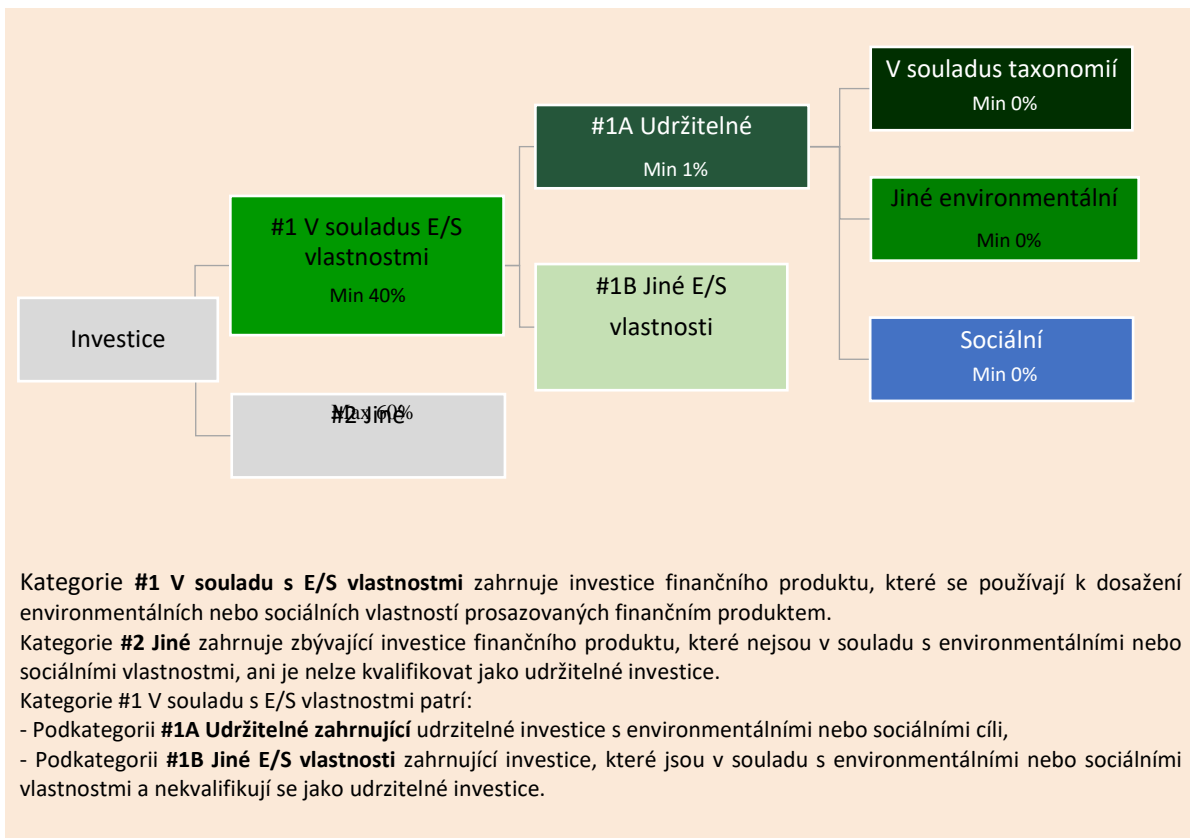 V souladus taxonomií
Min 0%
#1A Udržitelné
Min 1%
Jiné environmentální
Min 0%
#1 V souladus E/S
vlastnostmi
Min 40%
#1B Jiné E/S
vlastnosti
Investice
Sociální
Min 0%
#2 Jiné
Max 60%
Kategorie #1 V souladu s E/S vlastnostmi zahrnuje investice finančního produktu, které se používají k dosažení
environmentálních nebo sociálních vlastností prosazovaných finančním produktem.
Kategorie #2 Jiné zahrnuje zbývající investice finančního produktu, které nejsou v souladu s environmentálními nebo
sociálními vlastnostmi, ani je nelze kvalifikovat jako udržitelné investice.
Kategorie #1 V souladu s E/S vlastnostmi patrí:
- Podkategorii #1A Udržitelné zahrnující udrzitelné investice s environmentálními nebo sociálními cíli,
- Podkategorii #1B Jiné E/S vlastnosti zahrnující investice, které jsou v souladu s environmentálními nebo sociálními
vlastnostmi a nekvalifikují se jako udrzitelné investice.